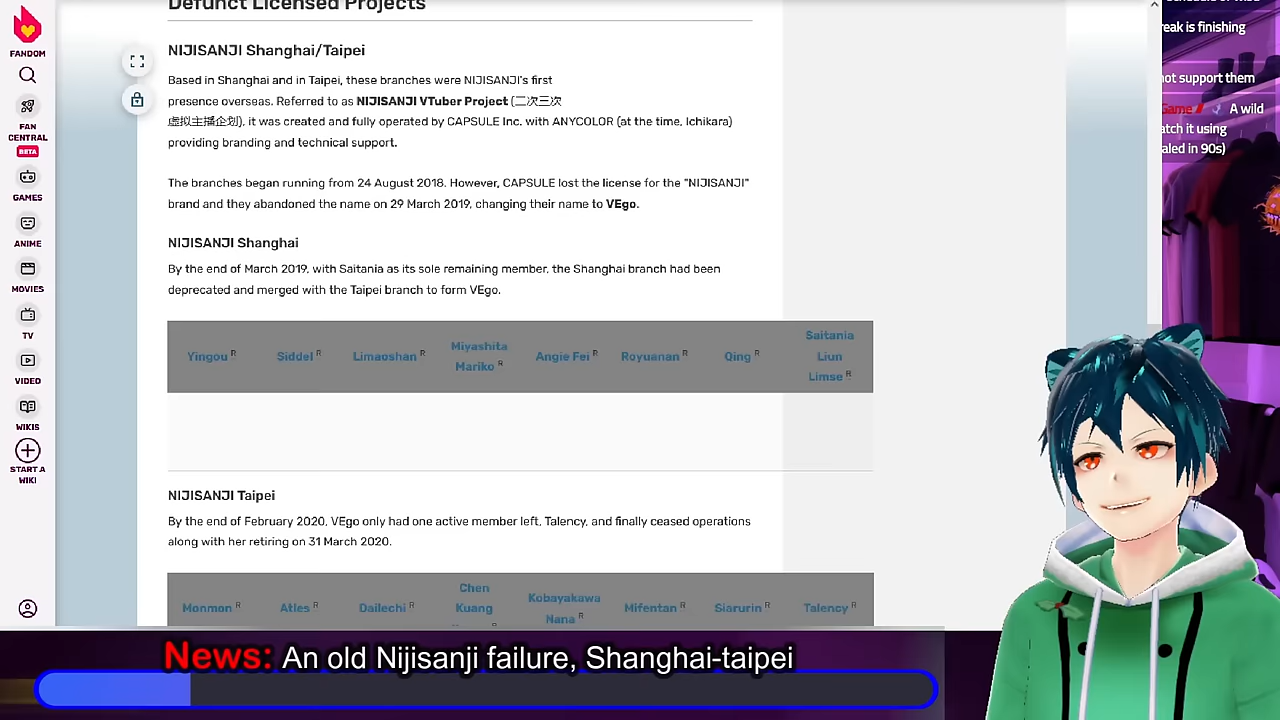 Defunct Licensed Projects
FANDOM
FAN
CENTRAL
BETA
GAMES
ANIME
MOVIES
TV
VIDEO
WIKIS
START A
WIKI
NIJISANJI Shanghai/Taipei
Based in Shanghai and in Taipei, these branches were NIJISANJI's first
presence overseas. Referred to as NIJISANJI VTuber Project (二次三次
虚拟主播企划), it was created and fully operated by CAPSULE Inc. with ANYCOLOR (at the time, Ichikara)
providing branding and technical support.
The branches began running from 24 August 2018. However, CAPSULE lost the license for the "NIJISANJI"
brand and they abandoned the name on 29 March 2019, changing their name to VEgo.
NIJISANJI Shanghai
By the end of March 2019, with Saitania as its sole remaining member, the Shanghai branch had been
deprecated and merged with the Taipei branch to form VEgo.
Yingou R
Siddel R
Limaoshan R
Miyashita
Mariko R
Angie Fei R
Royuanan R
Qing R
Saitania
Liun
Limse R
NIJISANJI Taipei
By the end of February 2020, VEgo only had one active member left, Talency, and finally ceased operations
along with her retiring on 31 March 2020.
Monmon R
Atles R
Dailechi R
Chen
Kuang
Kobayakawa
Nana R
Mifentan R
Siarurin R
Talency R
reak is finishing
not support them
Game A wild
atch it using
aled in 90s)
News: An old Nijisanji failure, Shanghai-taipei